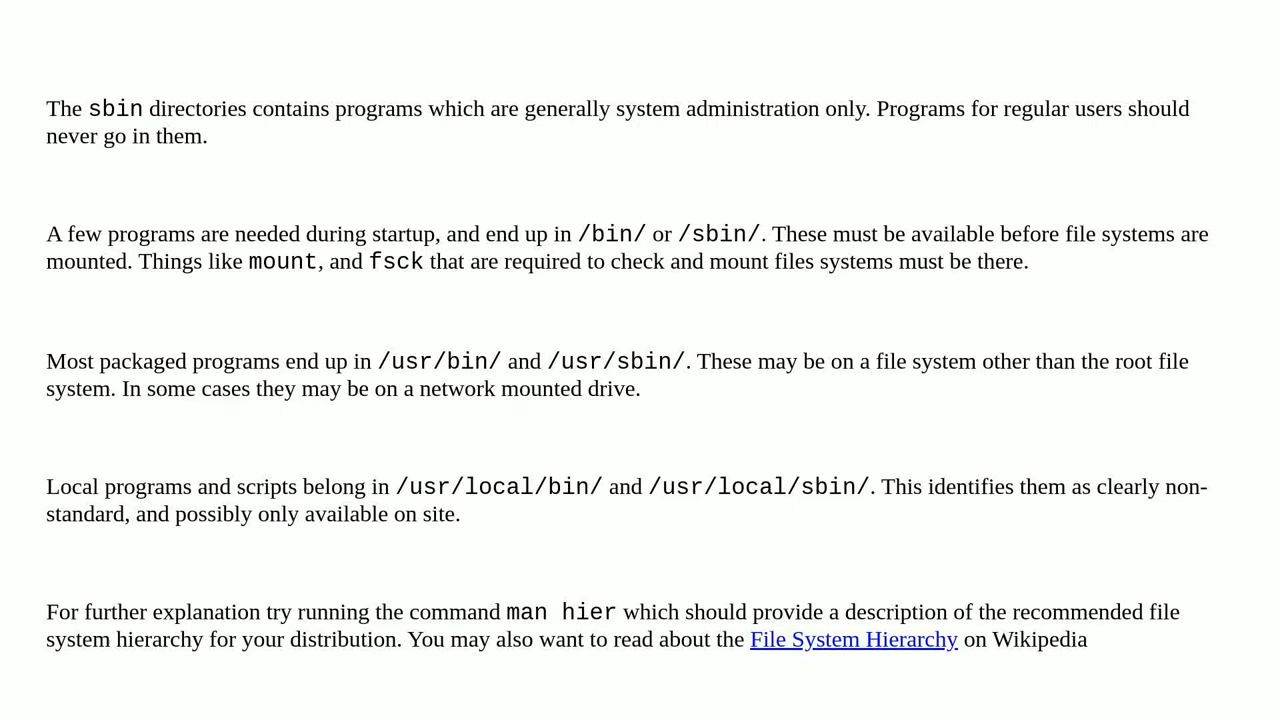 The sbin directories contains programs which are generally system administration only. Programs for regular users should
never go in them.
A few programs are needed during startup, and end up in /bin/ or /sbin/. These must be available before file systems are
mounted. Things like mount, and fsck that are required to check and mount files systems must be there.
Most packaged programs end up in /usr/bin/ and /usr/sbin/. These may be on a file system other than the root file
system. In some cases they may be on a network mounted drive.
Local programs and scripts belong in /usr/local/bin/ and /usr/local/sbin/. This identifies them as clearly non-
standard, and possibly only available on site.
For further explanation try running the command man hier which should provide a description of the recommended file
system hierarchy for your distribution. You may also want to read about the File System Hierarchy on Wikipedia